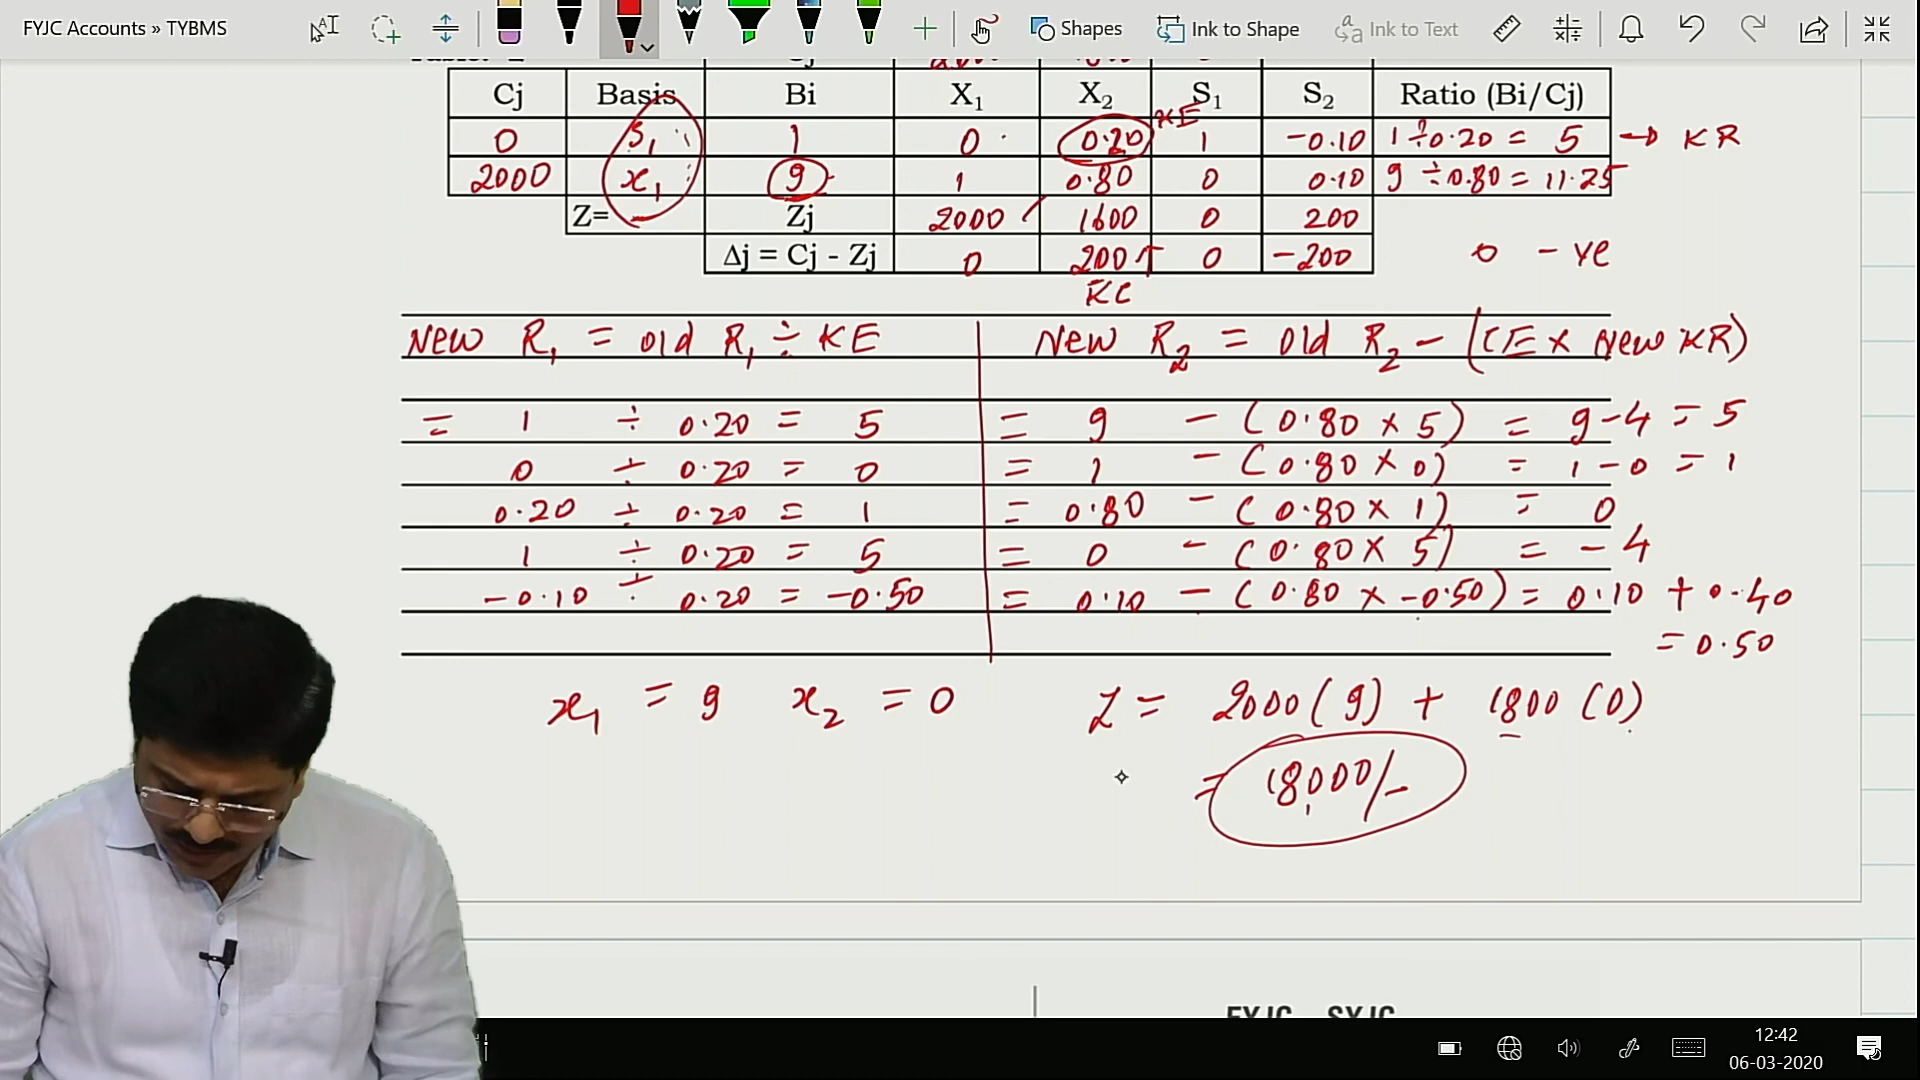 FYJC Accounts » TYBMS
Shapes
Ink to Shape
Ink to Text
Cj Basis Bi X1 X2 S1 S2 Ratio (Bi/Cj)
KE
0 S1 1 0 0.20 1 -0.10 1 ÷ 0.20 = 5 → KR
2000 x1 9 1 0.80 0 0.10 9 ÷ 0.80 = 11.25
Z= Zj 2000 1600 0 200
Δj = Cj - Zj 0 200↑ 0 -200 0 -ve
KC
New R1 = old R1 ÷ KE
New R2 = old R2 - (CE x New KR)
= 1 ÷ 0.20 = 5
= 9 - (0.80 x 5) = 9-4 = 5
0 ÷ 0.20 = 0
= 1 - (0.80 x 0) = 1-0 = 1
0.20 ÷ 0.20 = 1
= 0.80 - (0.80 x 1) = 0
1 ÷ 0.20 = 5
= 0 - (0.80 x 5) = -4
-0.10 ÷ 0.20 = -0.50
= 0.10 - (0.80 x -0.50) = 0.10 + 0.40
= 0.50
x1 = 9 x2 = 0
Z = 2000(9) + 1800(0)
= 18000/-
FYJC SYJC
12:42
06-03-2020